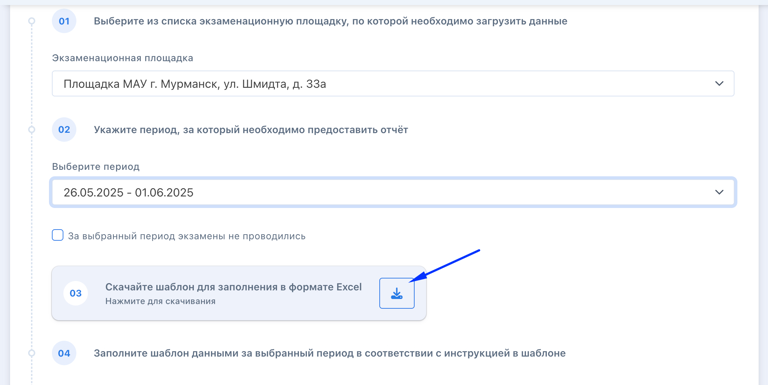 01 Выберите из списка экзаменационную площадку, по которой необходимо загрузить данные
Экзаменационная площадка
Площадка МАУ г. Мурманск, ул. Шмидта, д. 33а
02 Укажите период, за который необходимо предоставить отчёт
Выберите период
26.05.2025 - 01.06.2025
За выбранный период экзамены не проводились
03 Скачайте шаблон для заполнения в формате Excel
Нажмите для скачивания
04 Заполните шаблон данными за выбранный период в соответствии с инструкцией в шаблоне